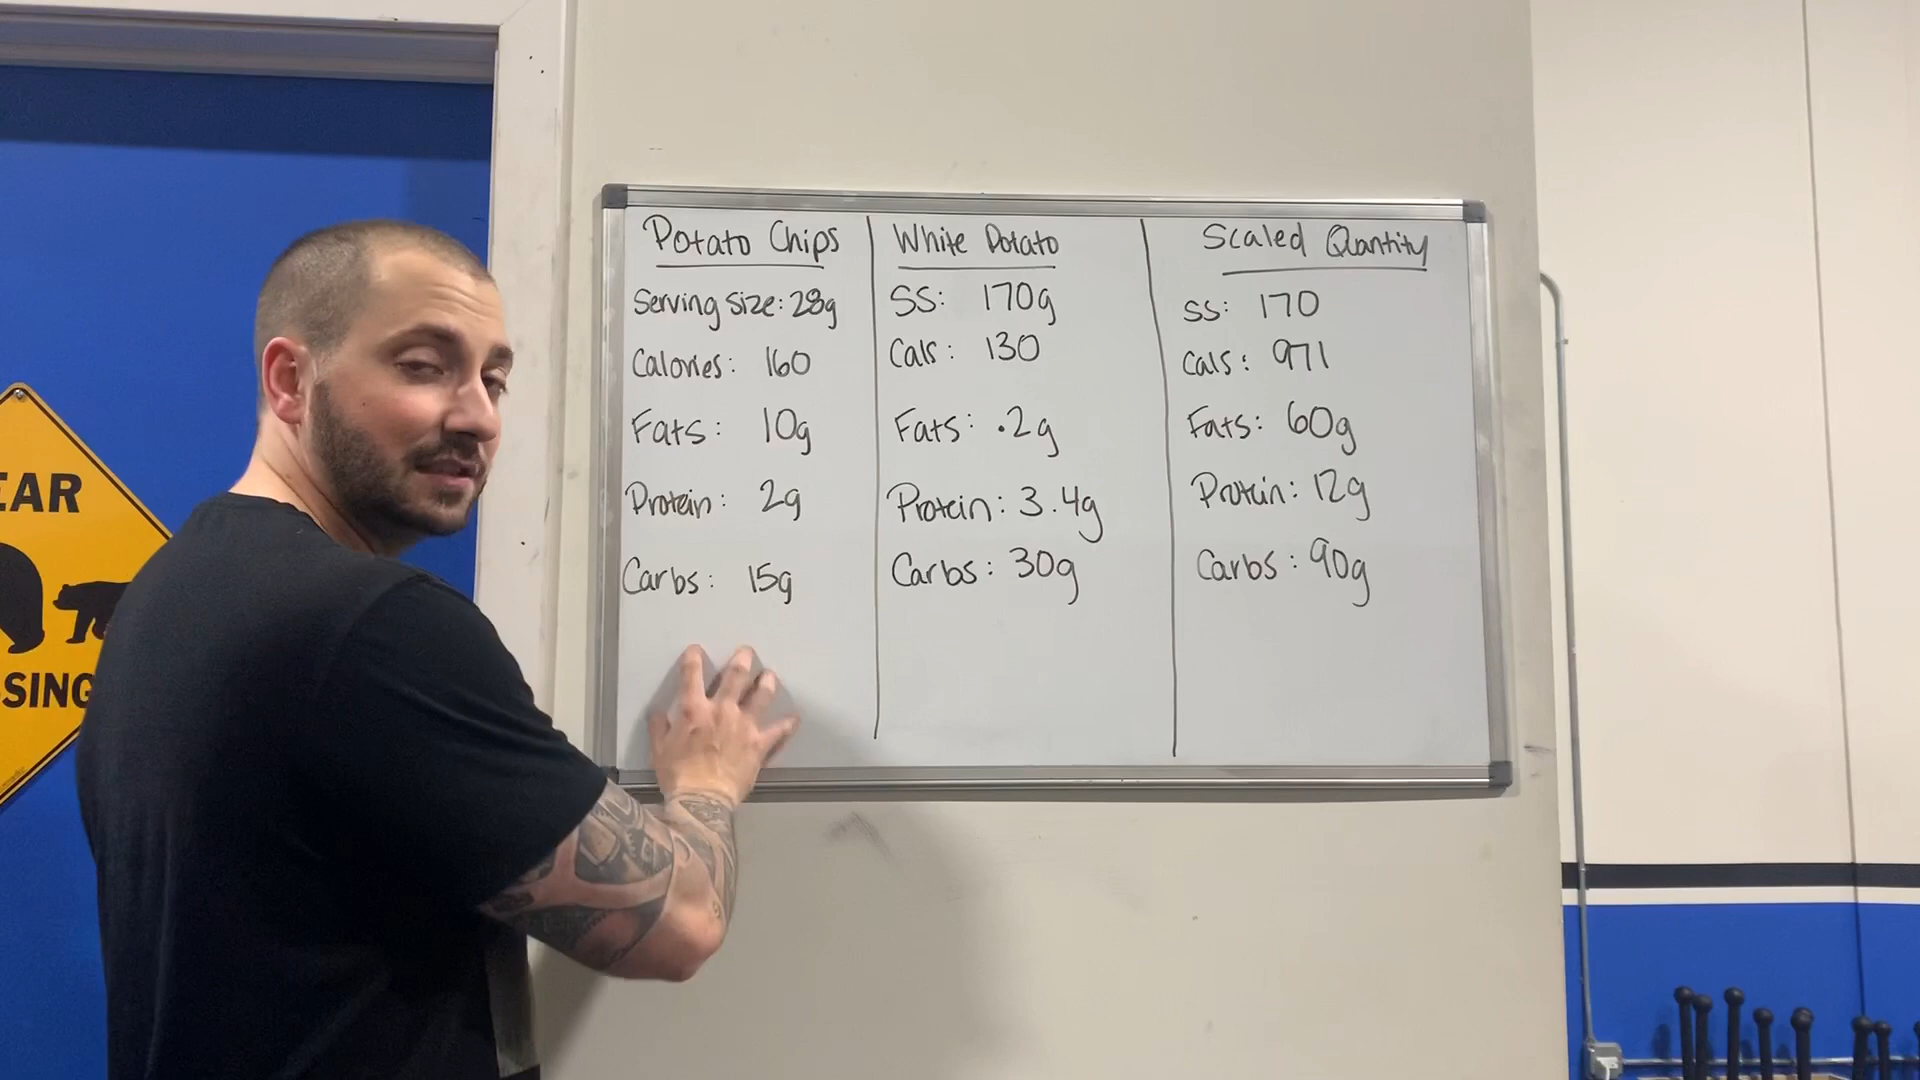 EAR
SSING
Potato Chips
Serving Size: 28g
Calories: 160
Fats: 10g
Protein: 2g
Carbs: 15g
White Potato
SS: 170g
Cals: 130
Fats: .2g
Protein: 3.4g
Carbs: 30g
Scaled Quantity
SS: 170
Cals: 971
Fats: 60g
Protein: 12g
Carbs: 90g